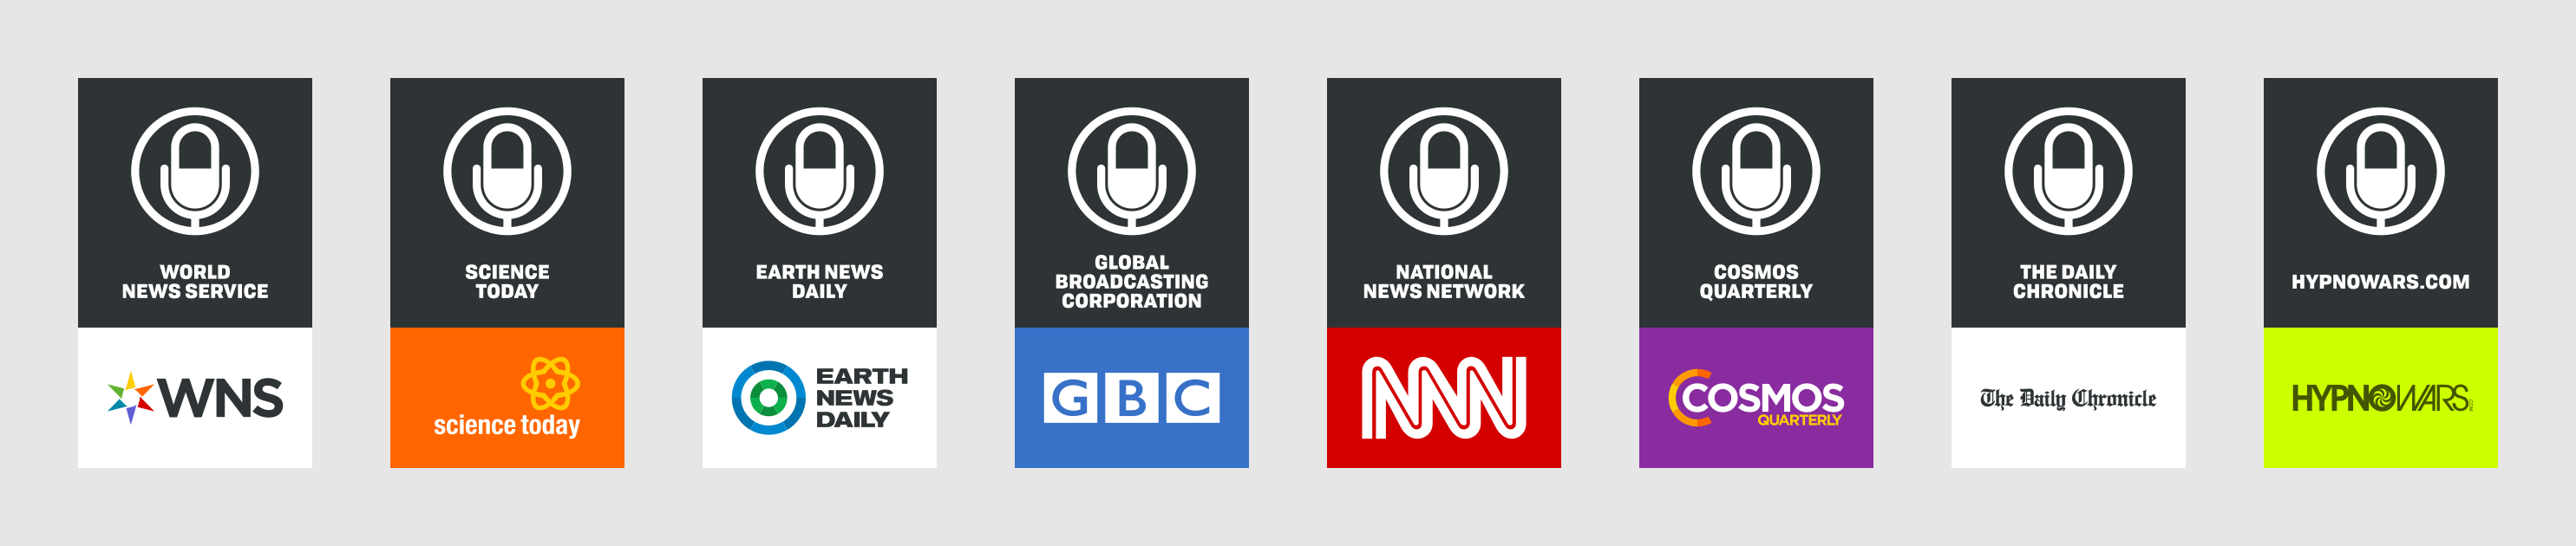 WORLD
NEWS SERVICE
WNS
SCIENCE
TODAY
science today
EARTH NEWS
DAILY
EARTH
NEWS
DAILY
GLOBAL
BROADCASTING
CORPORATION
GBC
NATIONAL
NEWS NETWORK
NNN
COSMOS
QUARTERLY
COSMOS
QUARTERLY
THE DAILY
CHRONICLE
The Daily Chronicle
HYPNOWARS.COM
HYPNOWARS.COM